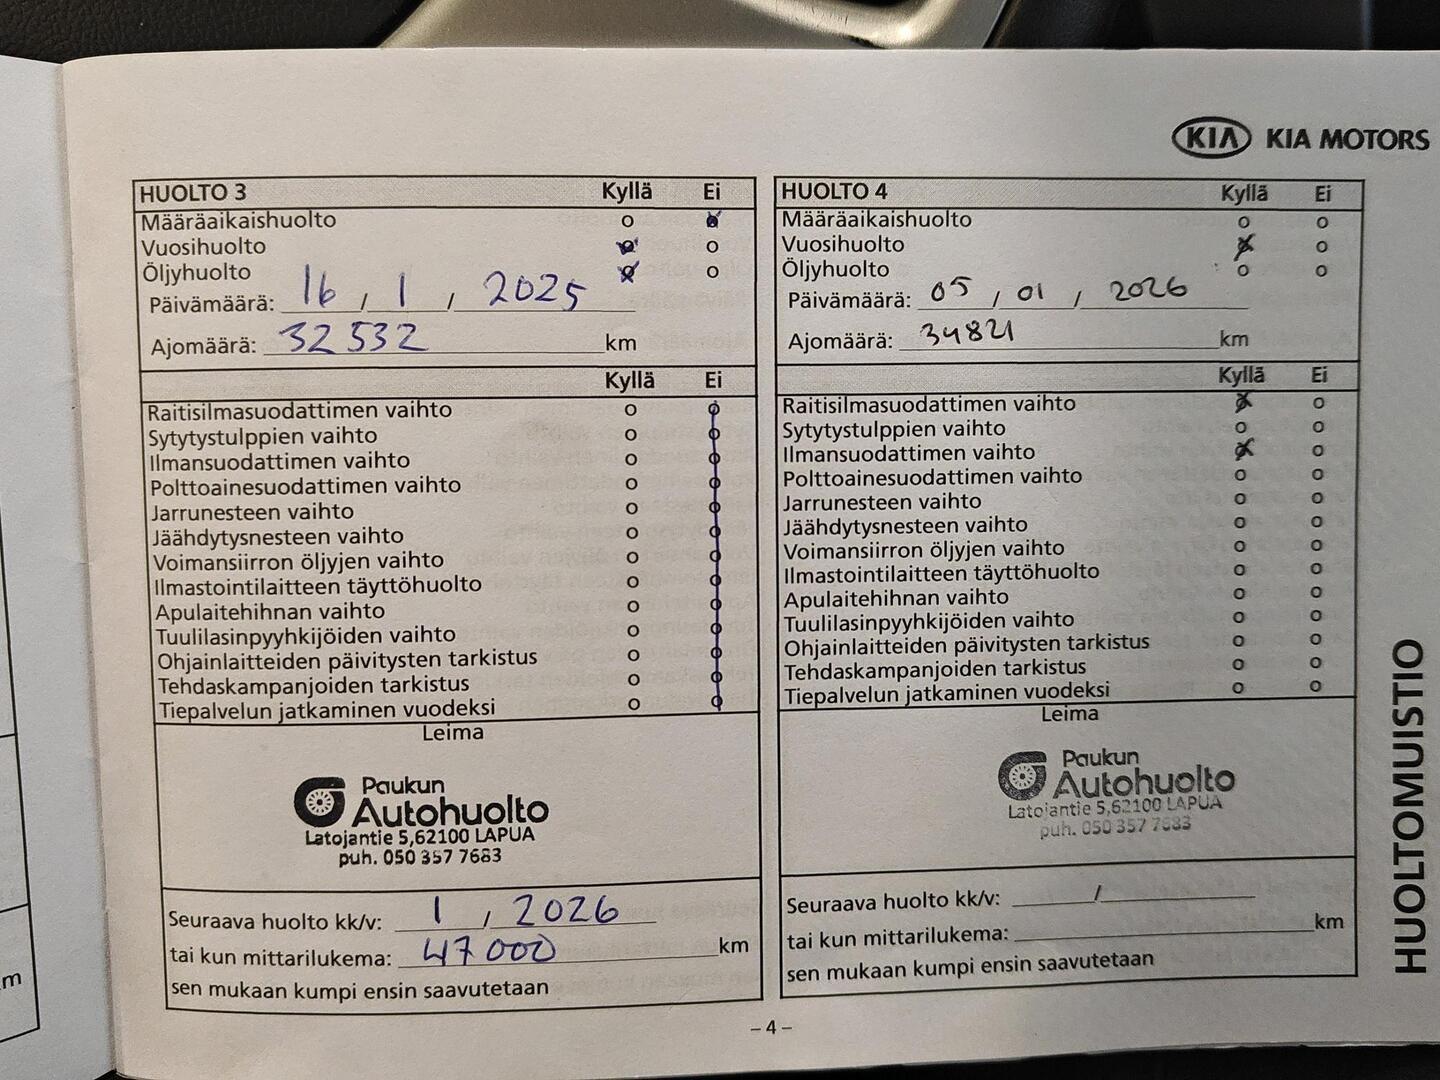 KIA KIA MOTORS
HUOLTO 3 Kyllä Ei
Määräaikaishuolto o o
Vuosihuolto o o
Öljyhuolto o o
Päivämäärä: 16 / 1 / 2025
Ajomäärä: 32 532 km
Kyllä Ei
Raitisilmasuodattimen vaihto o o
Sytytystulppien vaihto o o
Ilmansuodattimen vaihto o o
Polttoainesuodattimen vaihto o o
Jarrunesteen vaihto o o
Jäähdytysnesteen vaihto o o
Voimansiirron öljyjen vaihto o o
Ilmastointilaitteen täyttöhuolto o o
Apulaitehihnan vaihto o o
Tuulilasinpyyhkijöiden vaihto o o
Ohjainlaitteiden päivitysten tarkistus o o
Tehdaskampanjoiden tarkistus o o
Tiepalvelun jatkaminen vuodeksi o o
Leima
Paukun
Autohuolto
Latojantie 5,62100 LAPUA
puh. 050 357 7683
Seuraava huolto kk/v: 1 / 2026
tai kun mittarilukema: 47 000 km
sen mukaan kumpi ensin saavutetaan
HUOLTO 4 Kyllä Ei
Määräaikaishuolto o o
Vuosihuolto x o
Öljyhuolto o o
Päivämäärä: 05 / 01 / 2026
Ajomäärä: 34821 km
Kyllä Ei
Raitisilmasuodattimen vaihto x o
Sytytystulppien vaihto o o
Ilmansuodattimen vaihto x o
Polttoainesuodattimen vaihto o o
Jarrunesteen vaihto o o
Jäähdytysnesteen vaihto o o
Voimansiirron öljyjen vaihto o o
Ilmastointilaitteen täyttöhuolto o o
Apulaitehihnan vaihto o o
Tuulilasinpyyhkijöiden vaihto o o
Ohjainlaitteiden päivitysten tarkistus o o
Tehdaskampanjoiden tarkistus o o
Tiepalvelun jatkaminen vuodeksi o o
Leima
Paukun
Autohuolto
Latojantie 5,62100 LAPUA
puh. 050 357 7683
Seuraava huolto kk/v: /
tai kun mittarilukema: km
sen mukaan kumpi ensin saavutetaan
HUOLTOMUISTIO
– 4 –
m